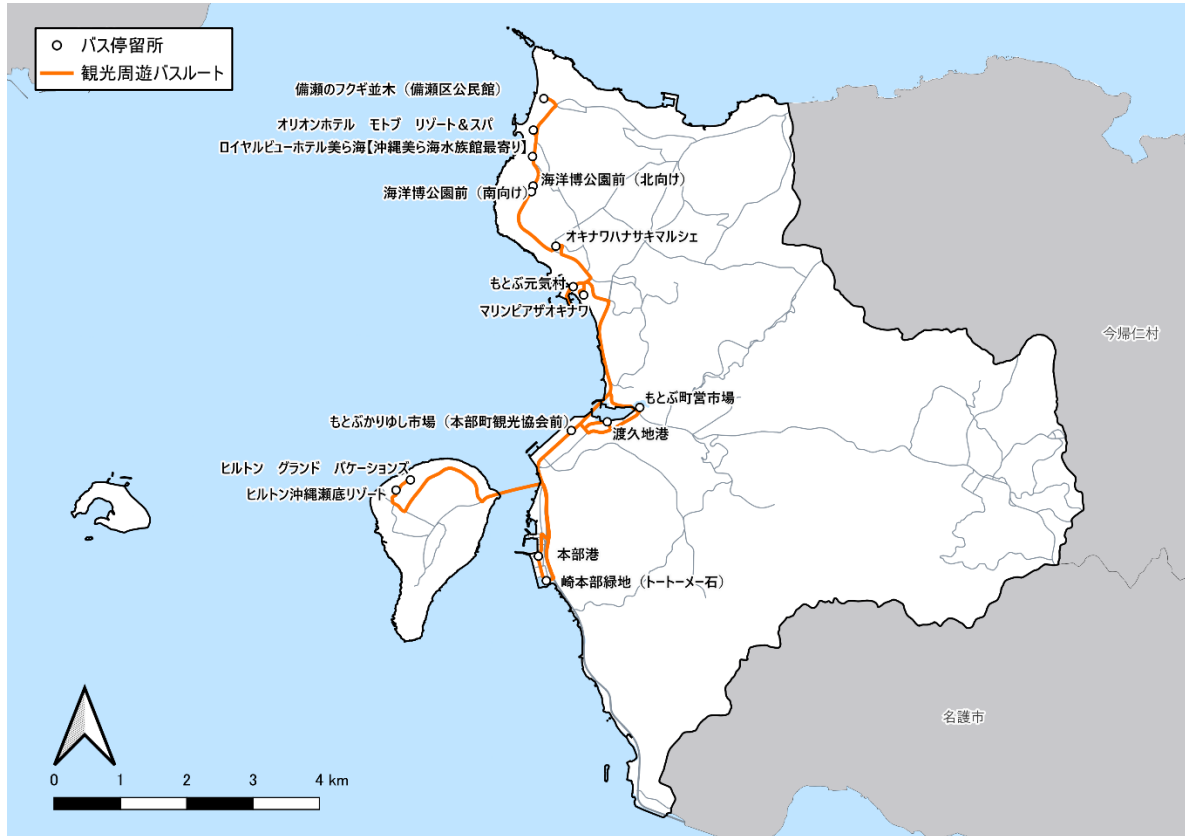 バス停留所
観光周遊バスルート
備瀬のフクギ並木（備瀬区公民館）
オリオンホテル　モトブ　リゾート＆スパ
ロイヤルビューホテル美ら海【沖縄美ら海水族館最寄り】
海洋博公園前（北向け）
海洋博公園前（南向け）
オキナワハナサキマルシェ
もとぶ元気村
マリンピアザオキナワ
今帰仁村
もとぶ町営市場
もとぶかりゆし市場（本部町観光協会前）
渡久地港
ヒルトン　グランド　バケーションズ
ヒルトン沖縄瀬底リゾート
本部港
崎本部緑地（トートーメー石）
名護市
0 1 2 3 4 km